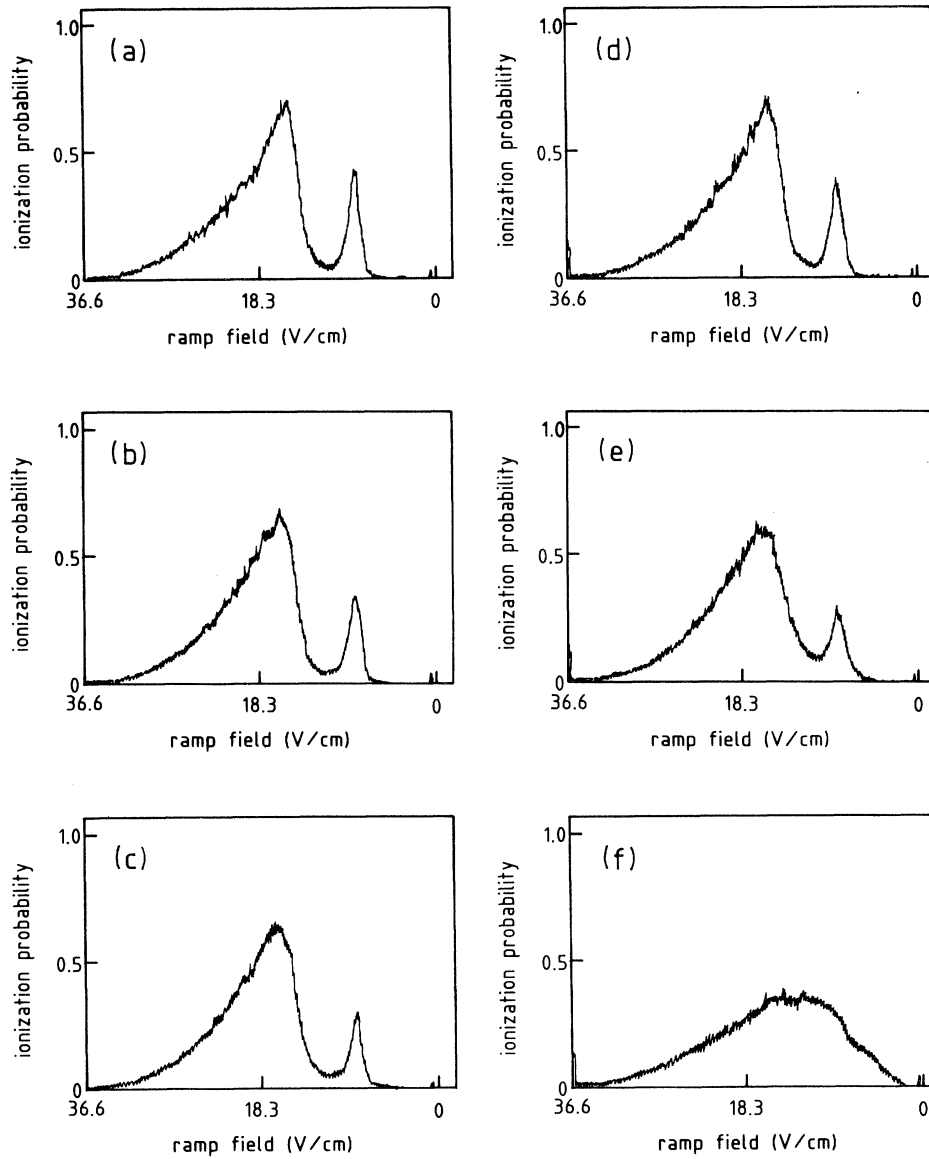 (a)
ionization probability
1.0
0.5
0
36.6 18.3 0
ramp field (V/cm)
(d)
ionization probability
1.0
0.5
0
36.6 18.3 0
ramp field (V/cm)
(b)
ionization probability
1.0
0.5
0
36.6 18.3 0
ramp field (V/cm)
(e)
ionization probability
1.0
0.5
0
36.6 18.3 0
ramp field (V/cm)
(c)
ionization probability
1.0
0.5
0
36.6 18.3 0
ramp field (V/cm)
(f)
ionization probability
1.0
0.5
0
36.6 18.3 0
ramp field (V/cm)